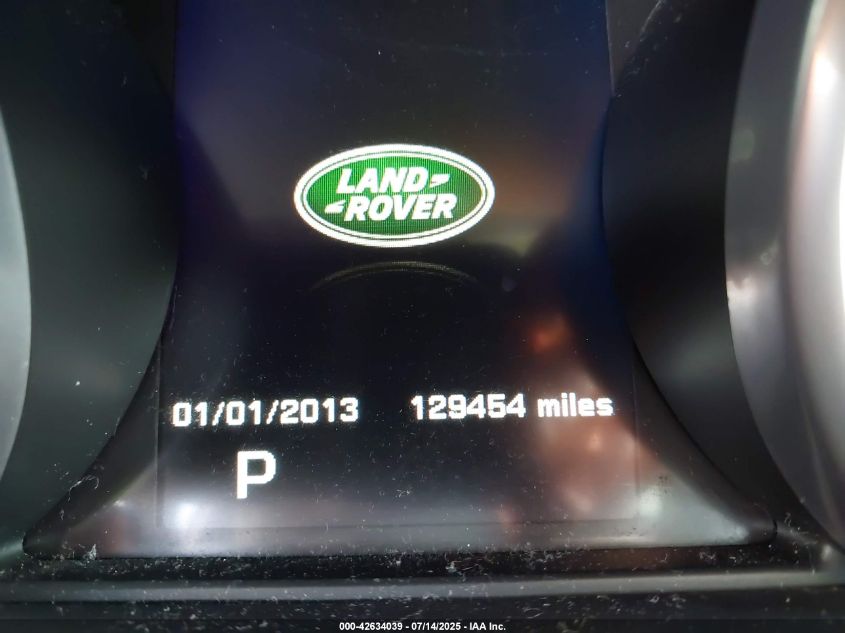 LAND
ROVER
01/01/2013 129454 miles
P
000-42634039 - 07/14/2025 - IAA Inc.